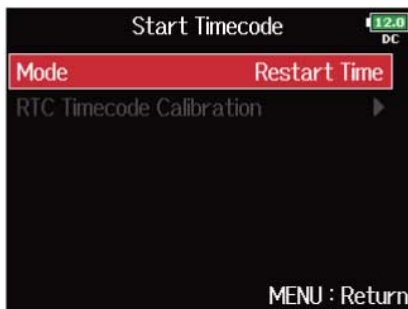 Start Timecode
12.0
DC
Mode Restart Time
RTC Timecode Calibration
MENU : Return